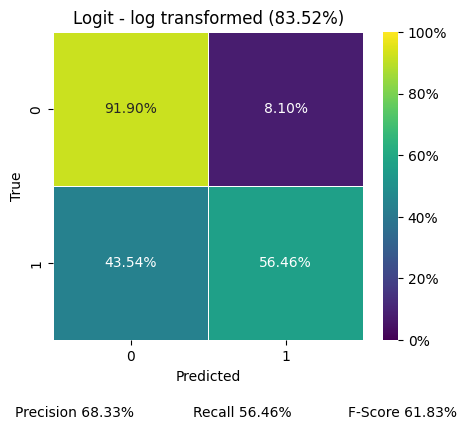 Logit - log transformed (83.52%)
True
0
1
91.90%
8.10%
43.54%
56.46%
0
1
Predicted
100%
80%
60%
40%
20%
0%
Precision 68.33%
Recall 56.46%
F-Score 61.83%